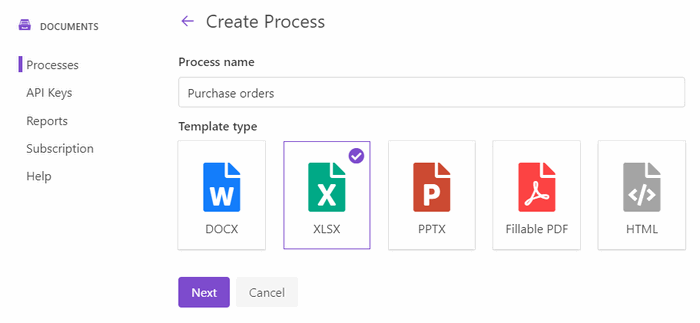 DOCUMENTS
Processes
API Keys
Reports
Subscription
Help
← Create Process
Process name
Purchase orders
Template type
W
X
P
</>
DOCX
XLSX
PPTX
Fillable PDF
HTML
Next
Cancel